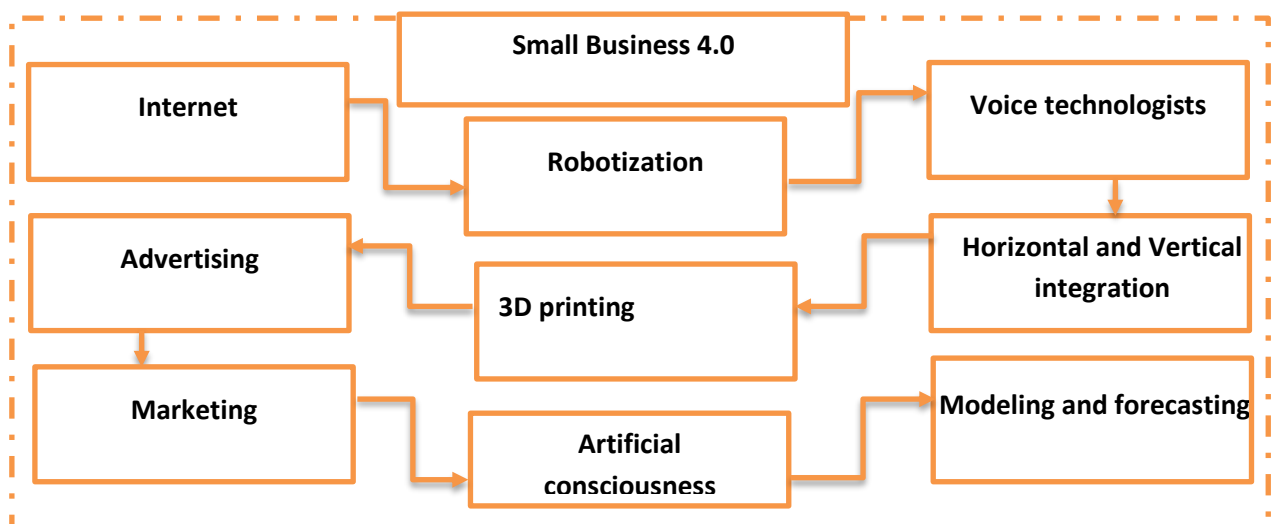 Small Business 4.0
Internet
Robotization
Voice technologists
Advertising
3D printing
Horizontal and Vertical
integration
Marketing
Artificial
consciousness
Modeling and forecasting